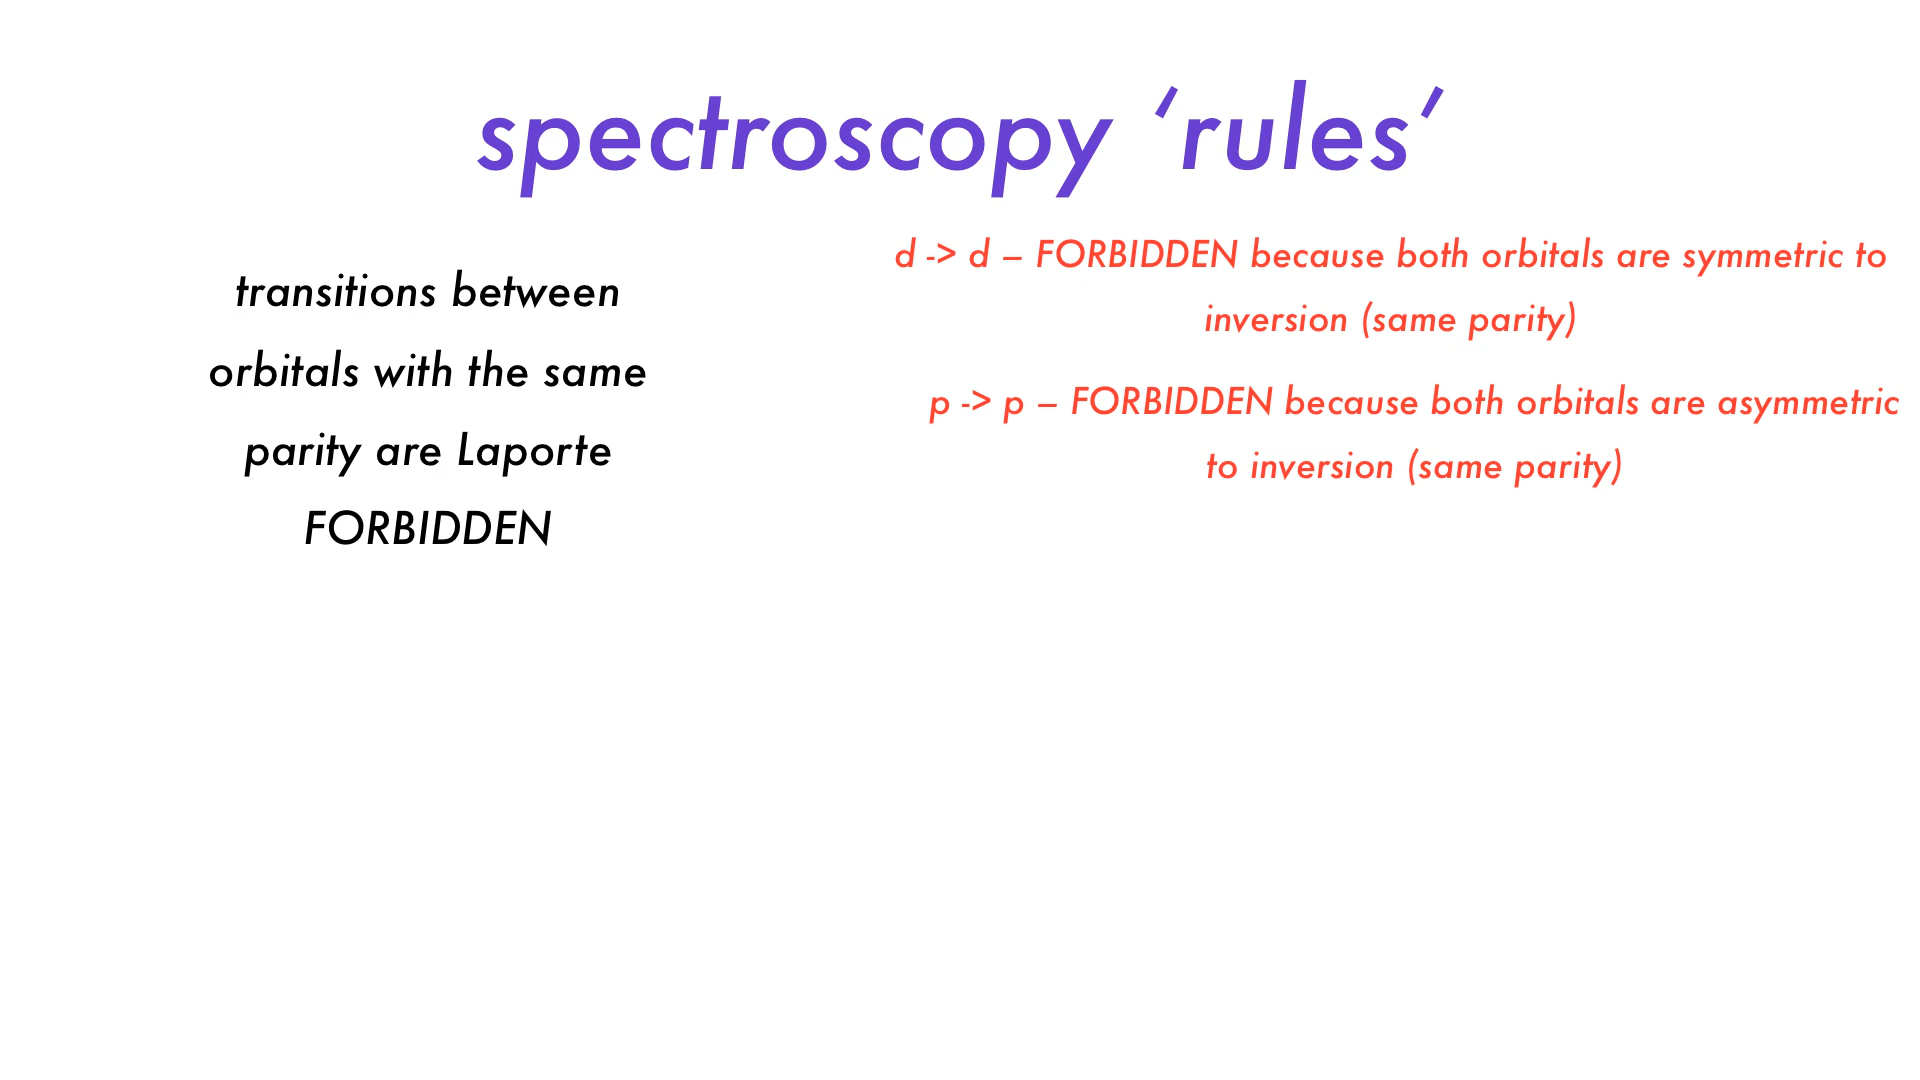 spectroscopy ‘rules’
transitions between
orbitals with the same
parity are Laporte
FORBIDDEN
d -> d – FORBIDDEN because both orbitals are symmetric to
inversion (same parity)
p -> p – FORBIDDEN because both orbitals are asymmetric
to inversion (same parity)